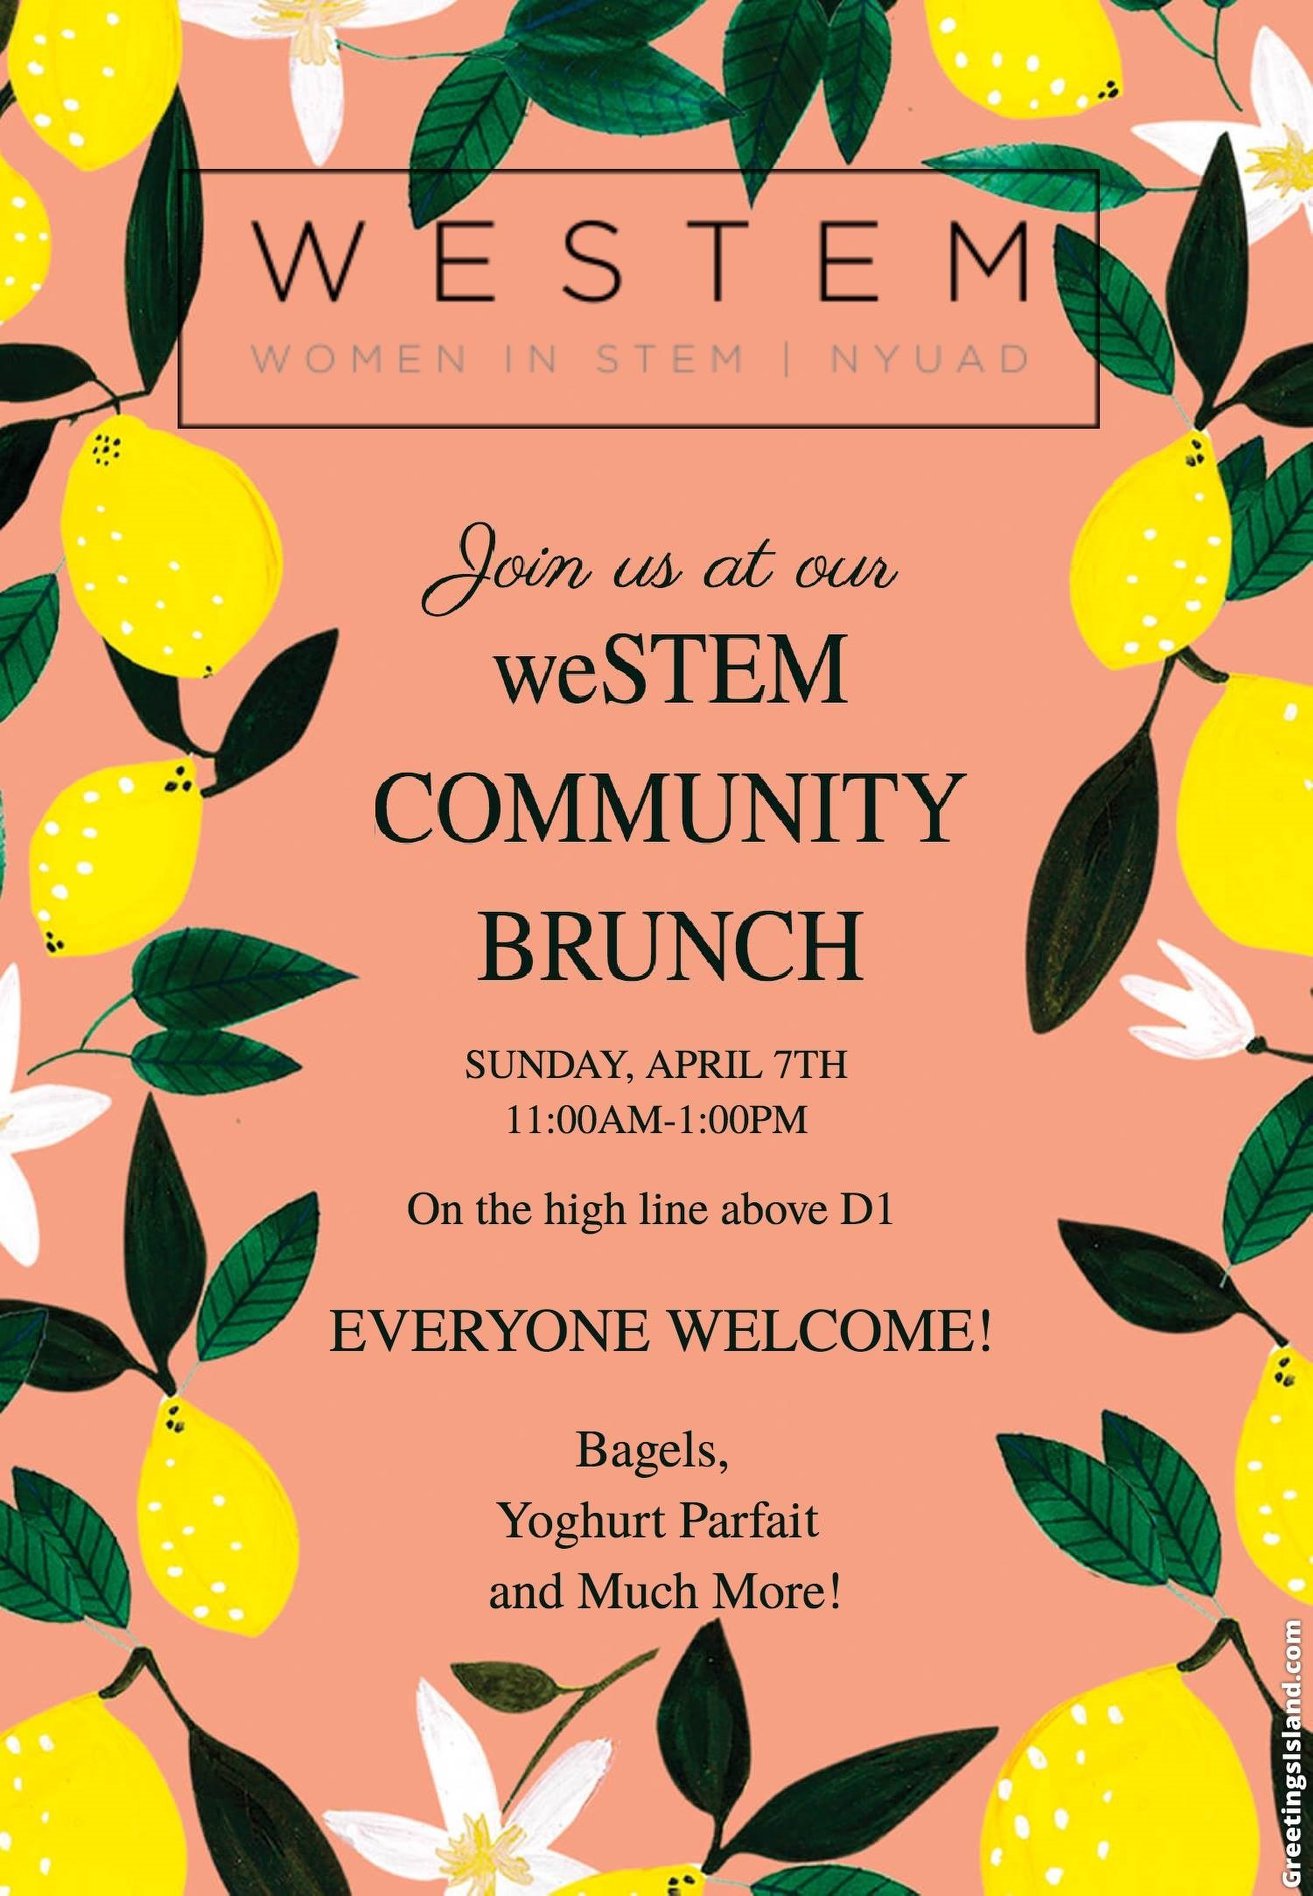 WESTEM
WOMEN IN STEM | NYUAD
Join us at our
weSTEM
COMMUNITY
BRUNCH
SUNDAY, APRIL 7TH
11:00AM-1:00PM
On the high line above D1
EVERYONE WELCOME!
Bagels,
Yoghurt Parfait
and Much More!
GreetingsIsland.com